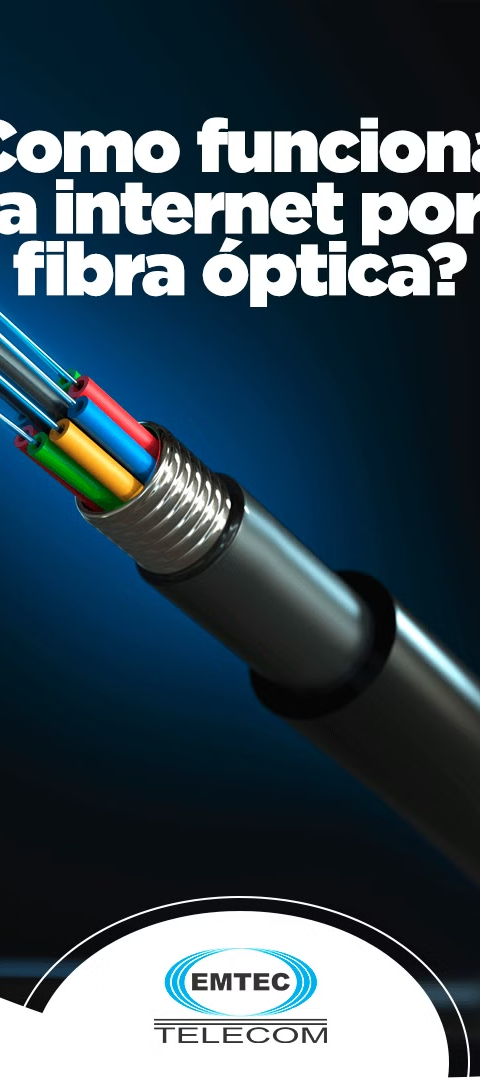 Como funciona
a internet por
fibra óptica?
EMTEC
TELECOM